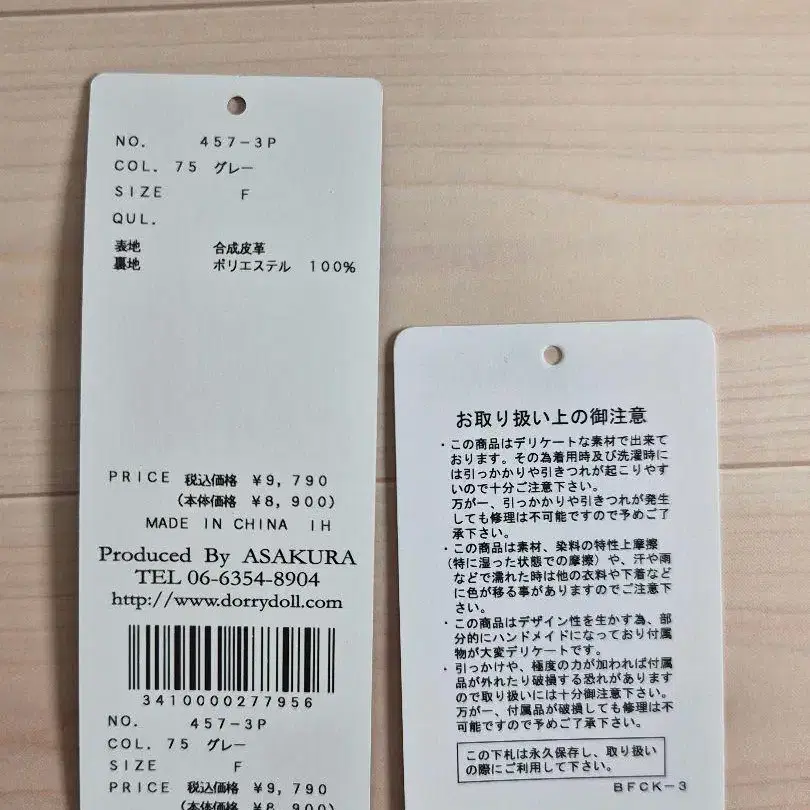 NO. 457-3P
COL. 75 グレー
SIZE F
QUL.
表地 合成皮革
裏地 ポリエステル 100%
PRICE 税込価格 ¥9,790
(本体価格 ¥8,900)
MADE IN CHINA IH
Produced By ASAKURA
TEL 06-6354-8904
http://www.dorrydoll.com
3410000277956
NO. 457-3P
COL. 75 グレー
SIZE F
PRICE 税込価格 ¥9,790
(本体価格 ¥8,900)
お取り扱い上の御注意
・この商品はデリケートな素材で出来て
おります。その為着用時及び洗濯時に
は引っかかりや引きつれが起こりやす
いので十分ご注意下さい。
万が一、引っかかりや引きつれが発生
しても修理は不可能ですので予めご了
承下さい。
・この商品は素材、染料の特性上摩擦
(特に湿った状態での摩擦)や、汗や雨
などで濡れた時は他の衣料や下着など
に色が移る事がありますのでご注意下
さい。
・この商品はデザイン性を生かす為、部
分的にハンドメイドになっており付属
物が大変デリケートです。
・引っかけや、極度の力が加われば付属
品が外れたり破損する恐れがあります
ので取り扱いには十分御注意下さい。
万が一、付属品が破損しても修理は不
可能ですので予めご了承下さい。
この下札は永久保存し、取り扱い
の際にご利用して下さい。
BFCK-3